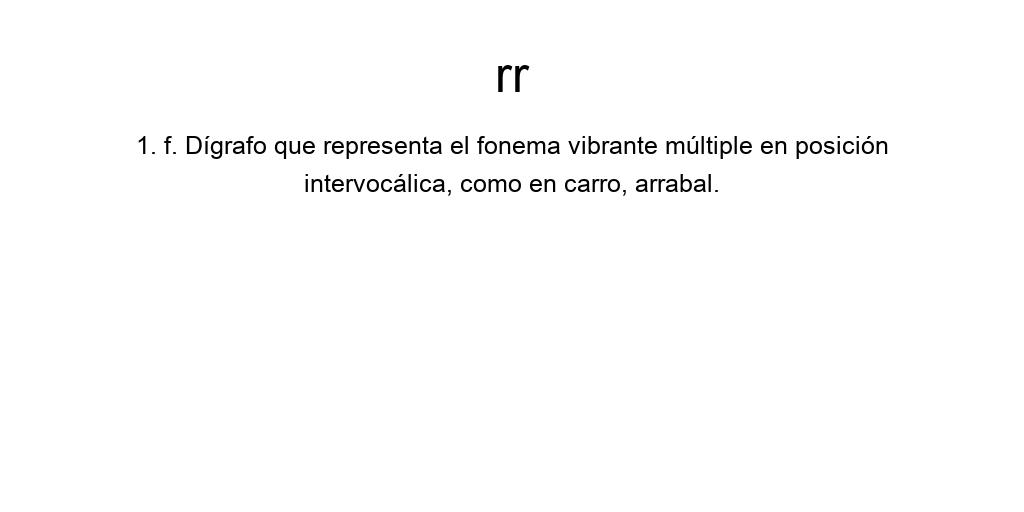 rr
1. f. Dígrafo que representa el fonema vibrante múltiple en posición
intervocálica, como en carro, arrabal.